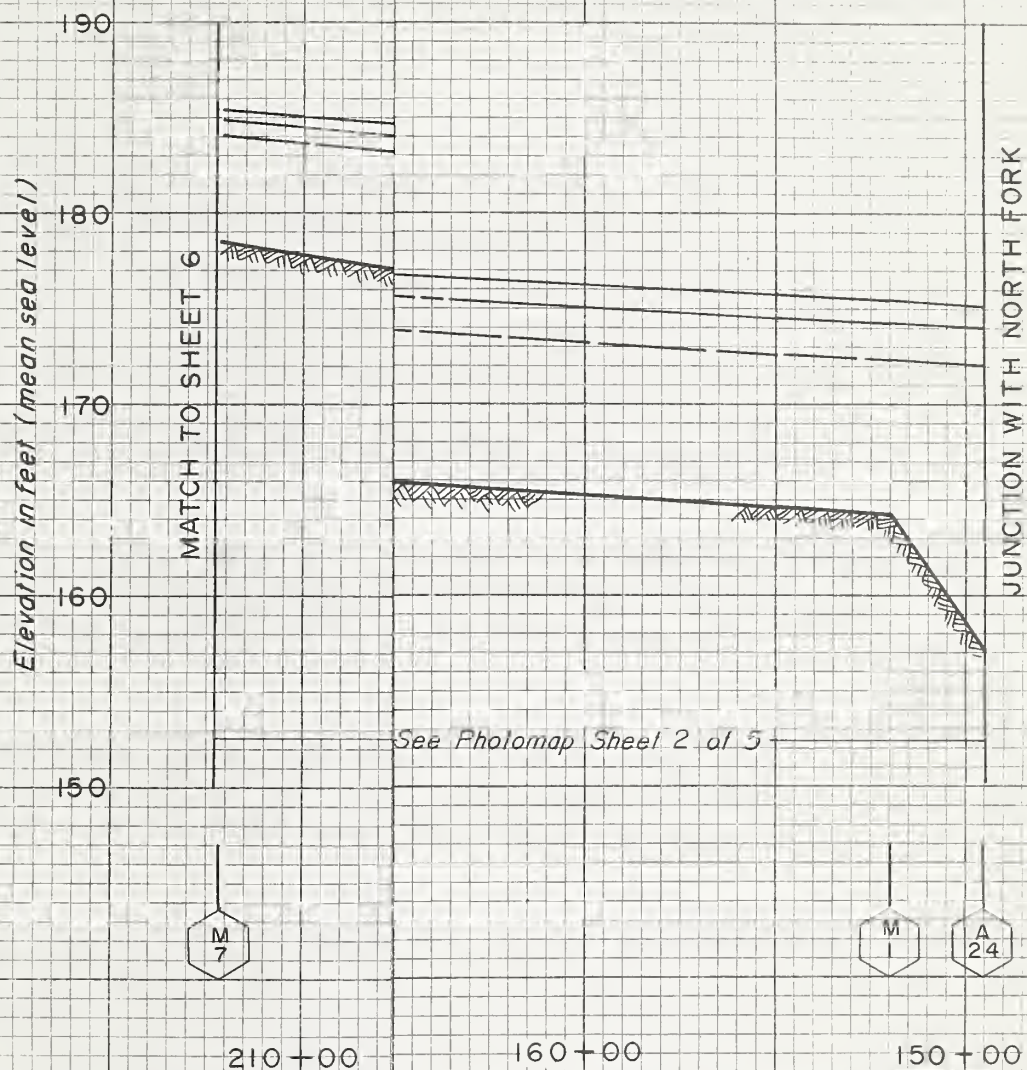 190
180
170
160
150
Elevation in feet (mean sea level)
MATCH TO SHEET 6
JUNCTION WITH NORTH FORK
See Photomap Sheet 2 of 5
M
7
M
1
A
24
210+00
160+00
150+00